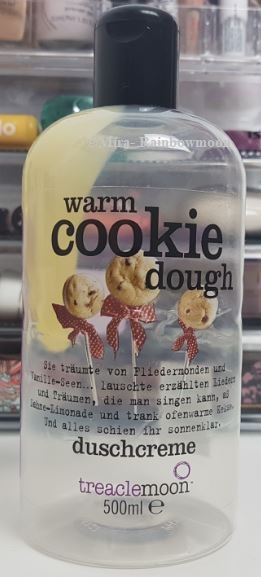 Mira- Rainbowmoon
warm
cookie
dough
Sie träumte von Fliedermonden und
Vanille-Seen... lauschte erzählten Liedern
und Träumen, die man singen kann, aß
Sahne-Limonade und trank ofenwarme Kekse.
Und alles schien ihr sonnenklar.
duschcreme
treaclemoon
500ml ℮